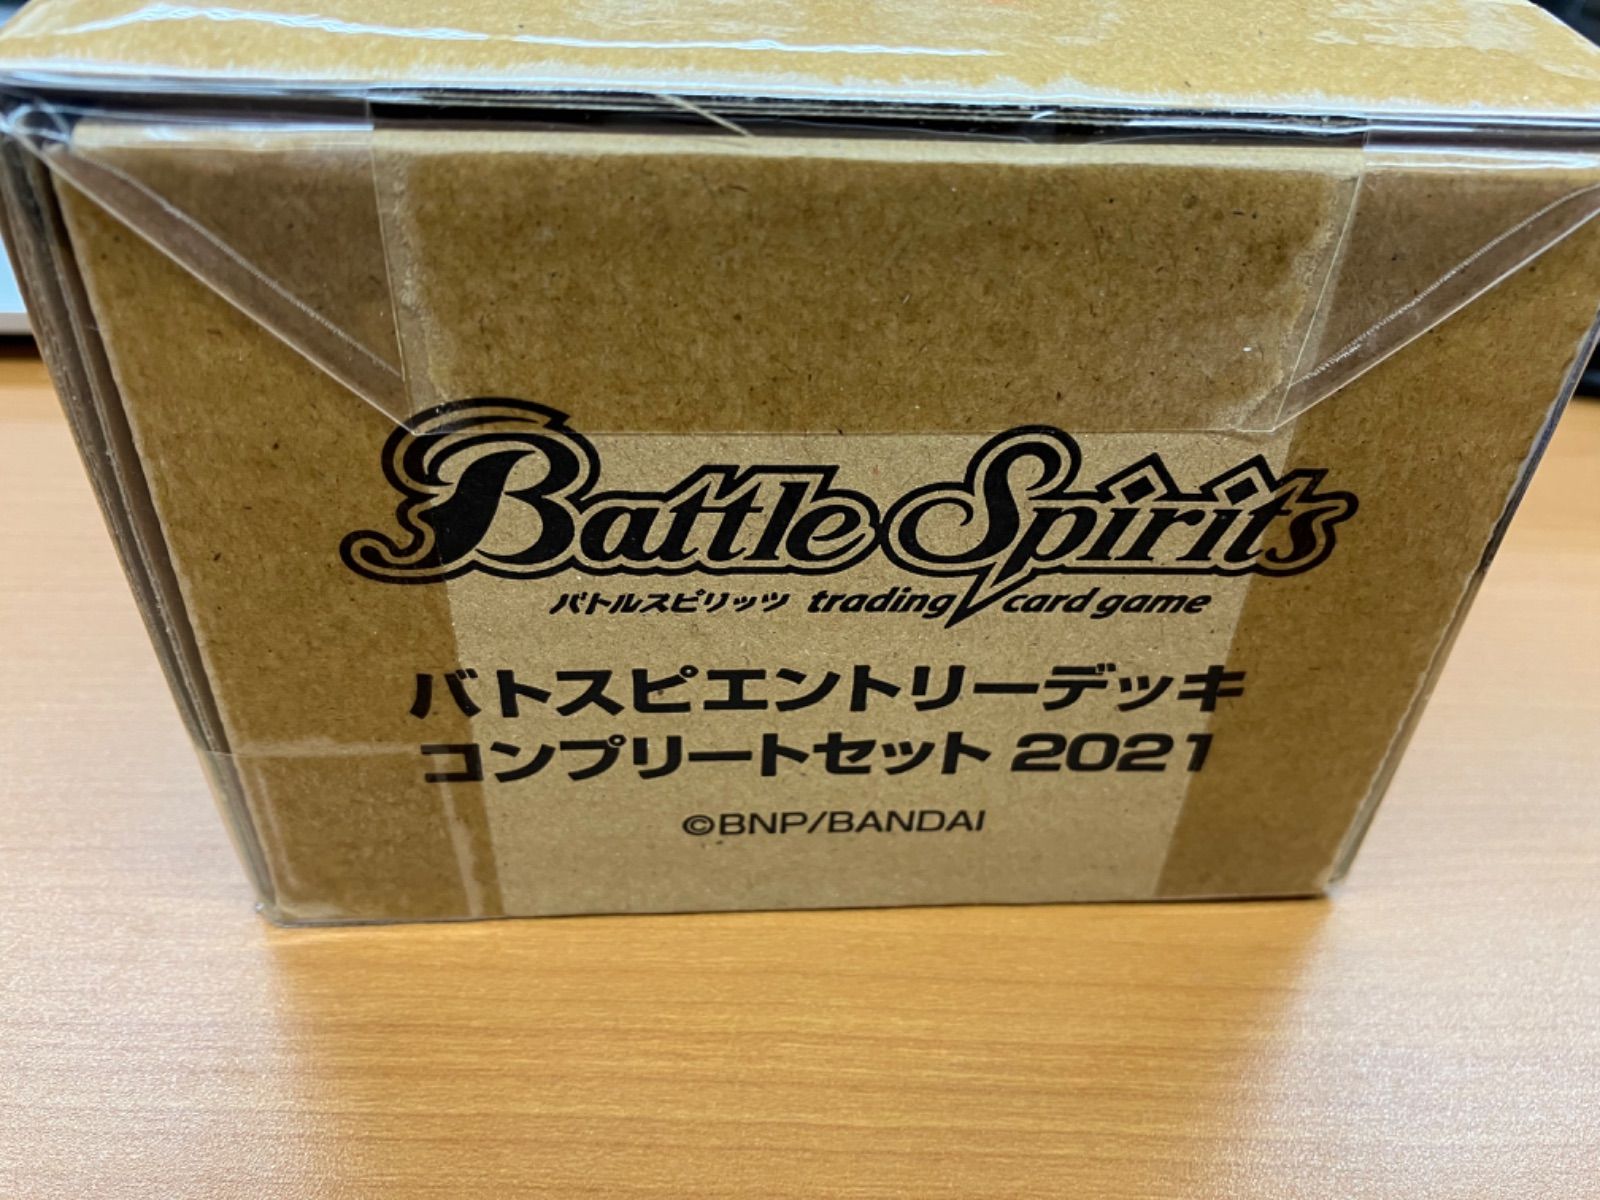 Battle Spirits
バトルスピリッツ trading card game
バトスピエントリーデッキ
コンプリートセット 2021
©BNP/BANDAI